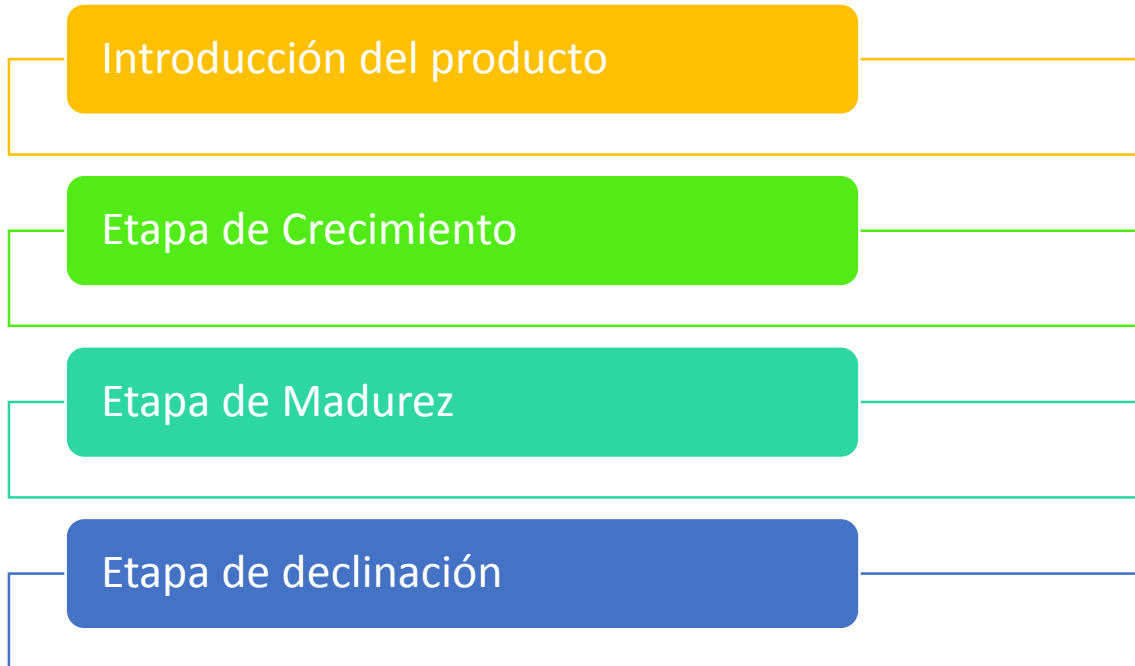 Introducción del producto
Etapa de Crecimiento
Etapa de Madurez
Etapa de declinación